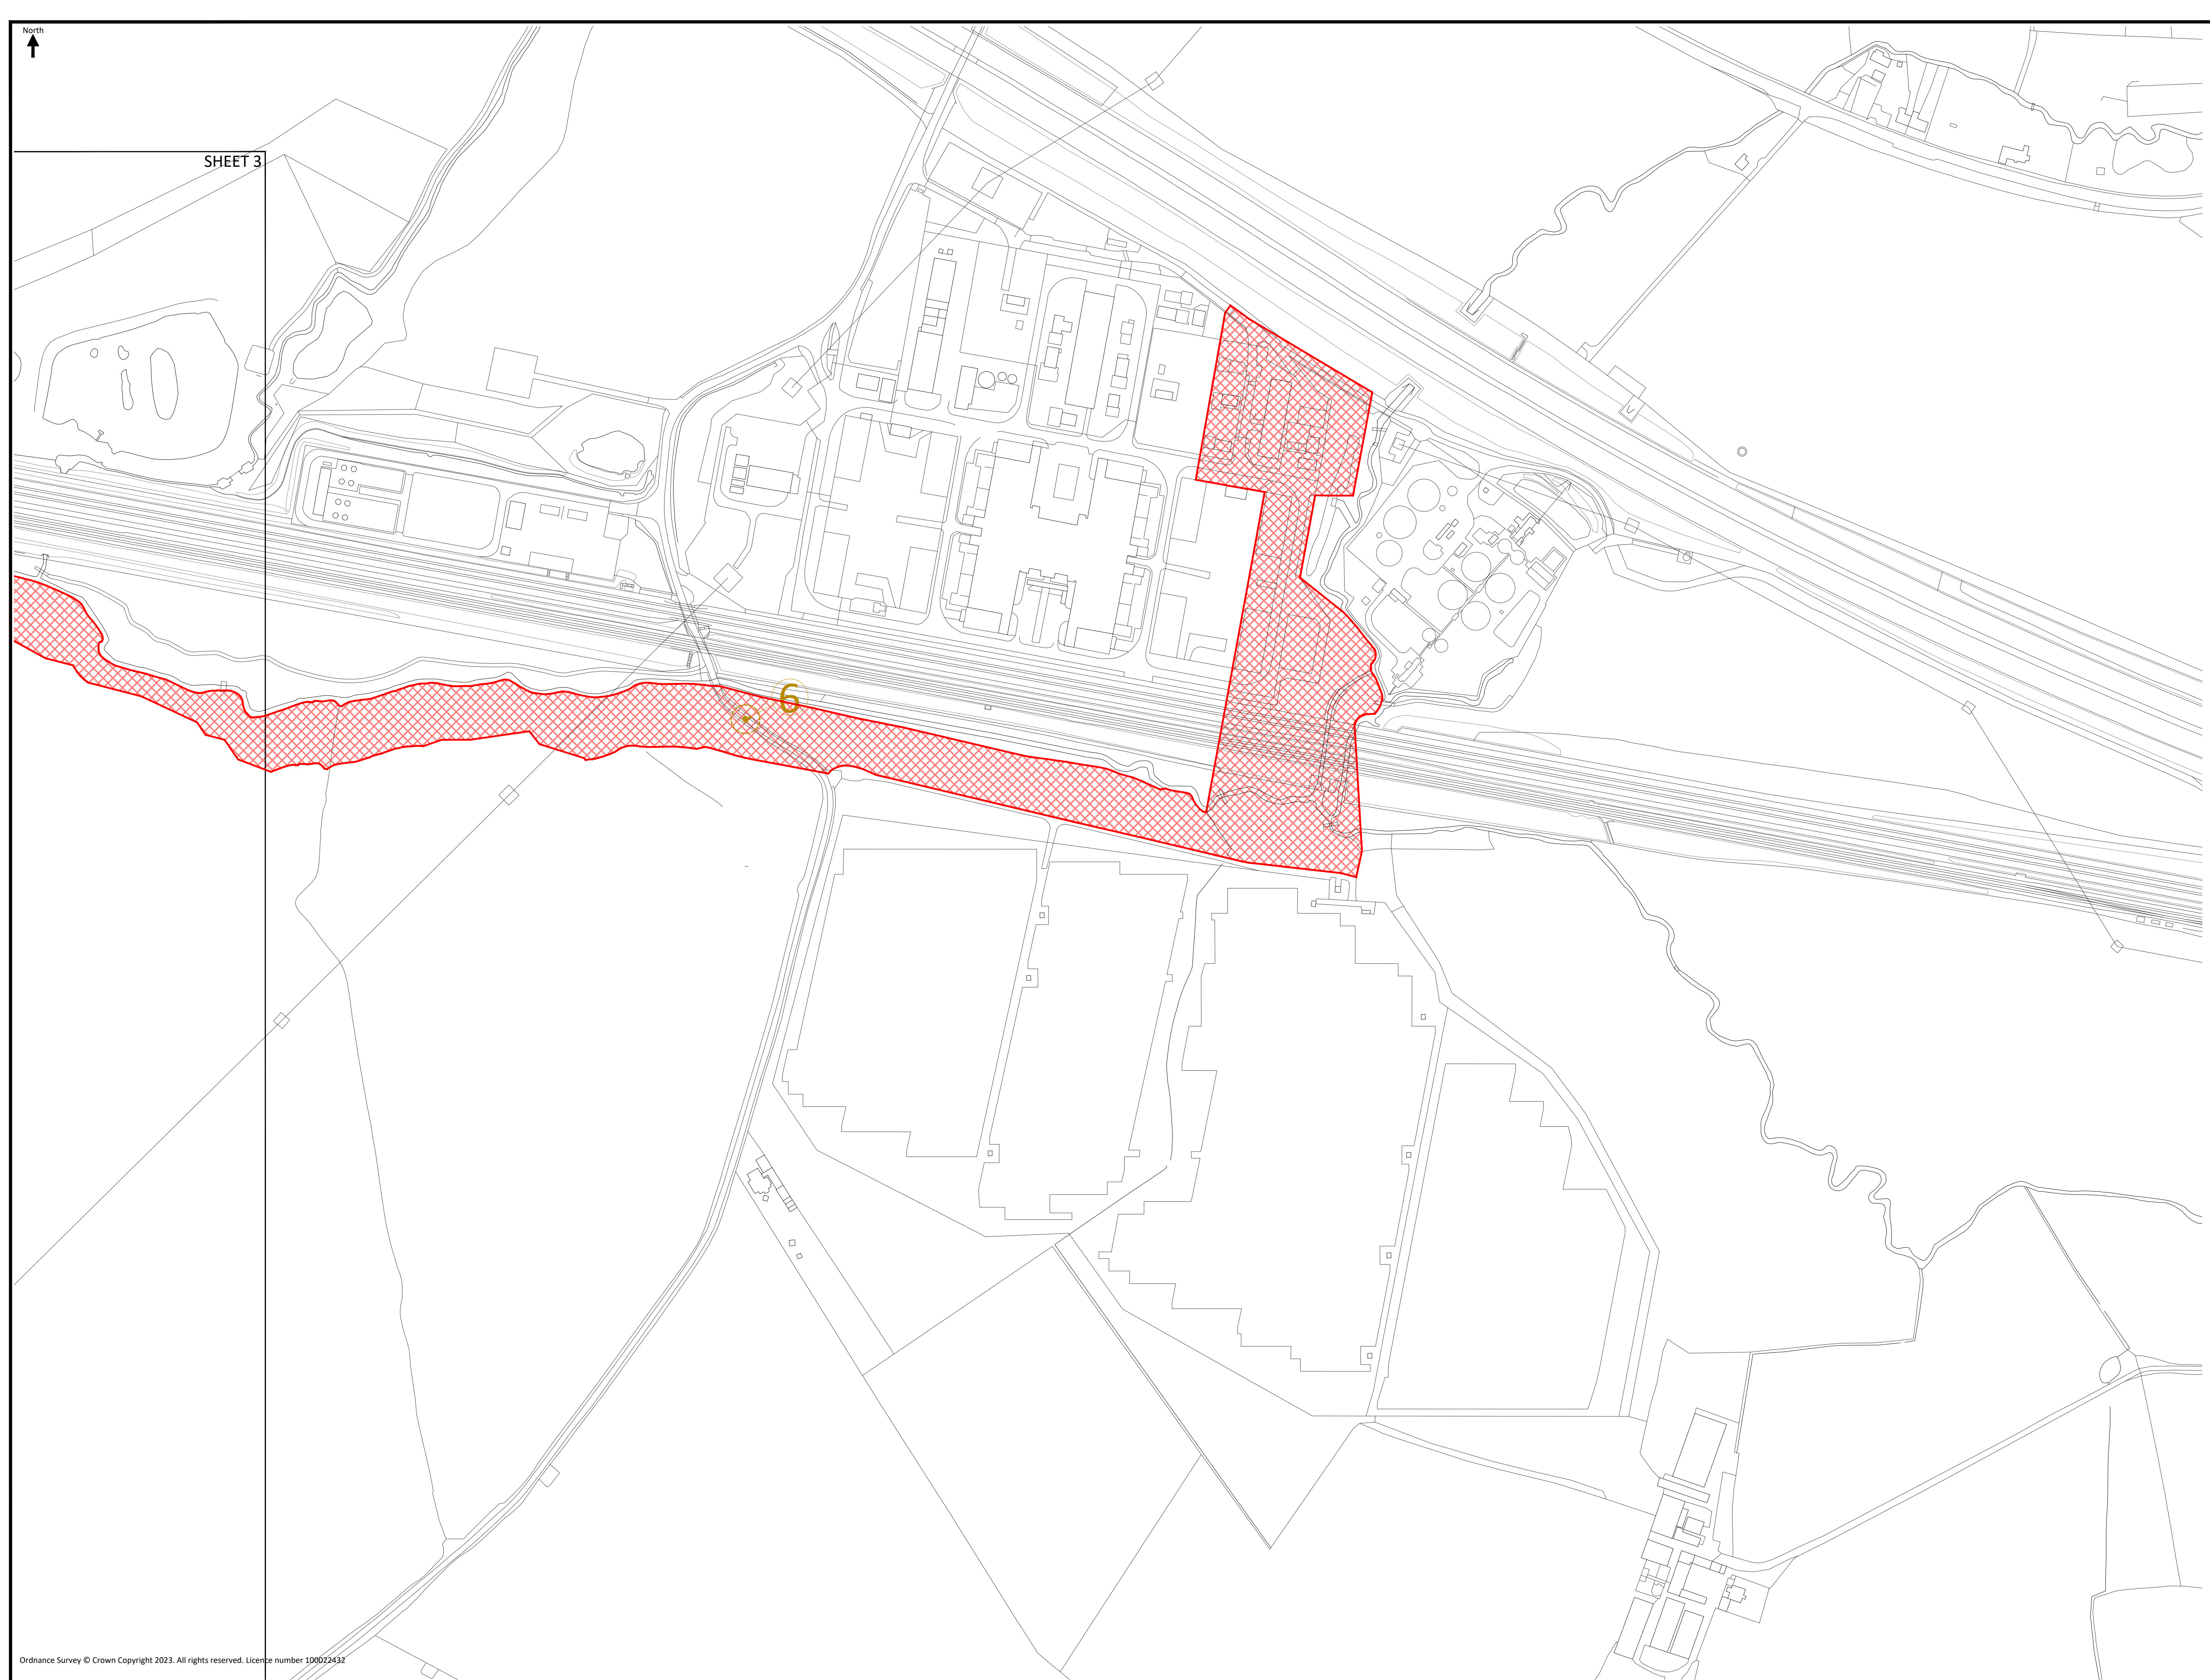 North
SHEET 3
6
Ordnance Survey © Crown Copyright 2023. All rights reserved. Licence number 100022432